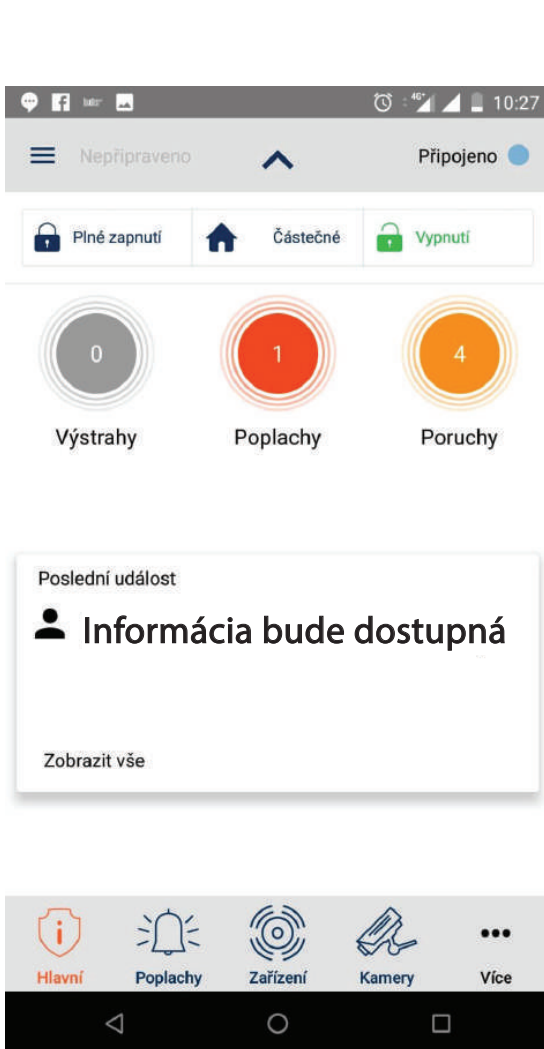 4G+ 10:27
Nepřipraveno Připojeno
Plné zapnutí Částečné Vypnutí
0 1 4
Výstrahy Poplachy Poruchy
Poslední událost
Informácia bude dostupná
Zobrazit vše
i
Hlavní Poplachy Zařízení Kamery Více